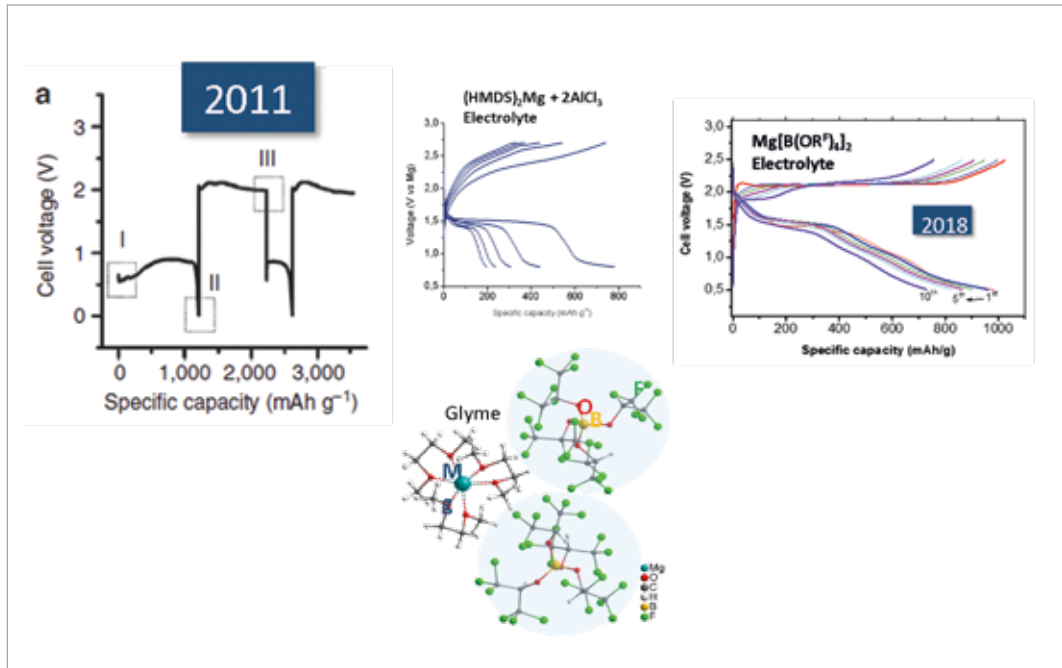 a
2011
3
2
1
0
Cell voltage (V)
I
II
III
0
1,000
2,000
3,000
Specific capacity (mAh g⁻¹)
(HMDS)₂Mg + 2AlCl₃
Electrolyte
3,0
2,5
2,0
1,5
1,0
0,5
Voltage (V vs Mg)
0
200
400
600
800
Specific capacity (mAh g⁻¹)
Mg[B(ORᶠ)₄]₂
Electrolyte
2018
3,0
2,5
2,0
1,5
1,0
0,5
Cell voltage (V)
10ᵗʰ
5ᵗʰ
1ˢᵗ
0
200
400
600
800
1000
Specific capacity (mAh/g)
Glyme
M
g
O
B
F
Mg
O
C
H
B
F